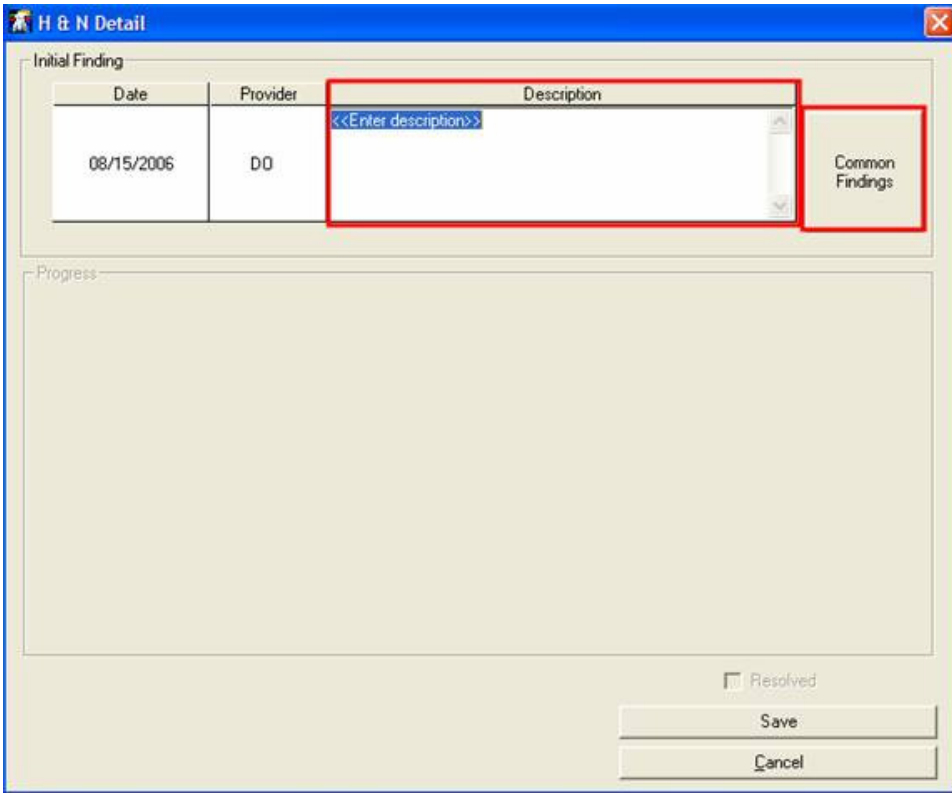 H & N Detail
Initial Finding
Date Provider Description
<<Enter description>>
08/15/2006 DO
Common
Findings
Progress
Resolved
Save
Cancel